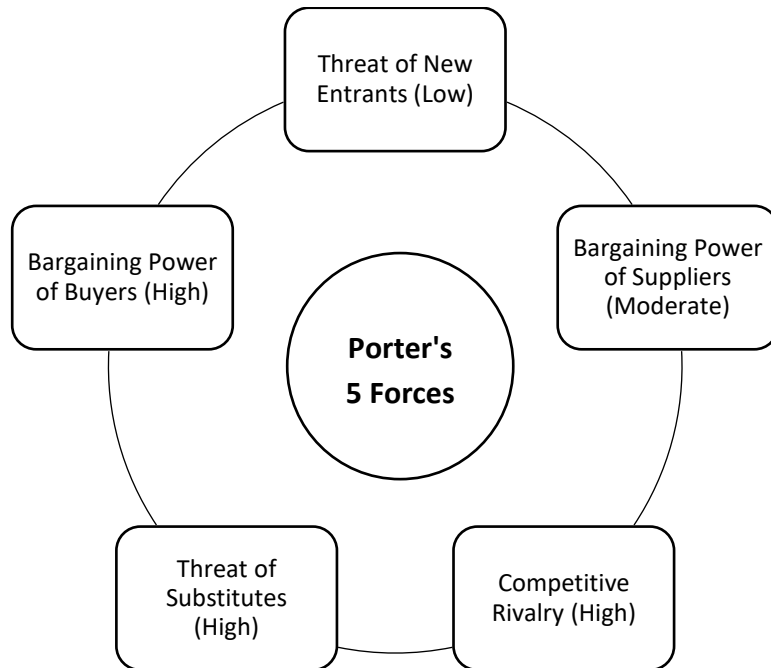 Threat of New
Entrants (Low)
Bargaining Power
of Suppliers
(Moderate)
Competitive
Rivalry (High)
Threat of
Substitutes
(High)
Bargaining Power
of Buyers (High)
Porter's
5 Forces